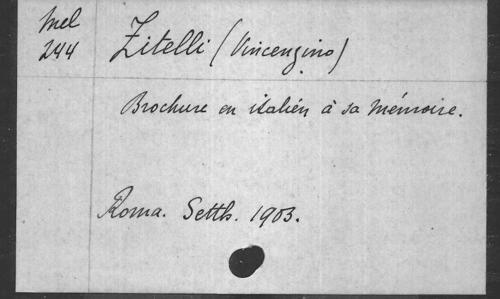 Mel
244
Zitelli (Vincenzino)
Brochure en italien à sa mémoire.
Roma. Setth. 1903.